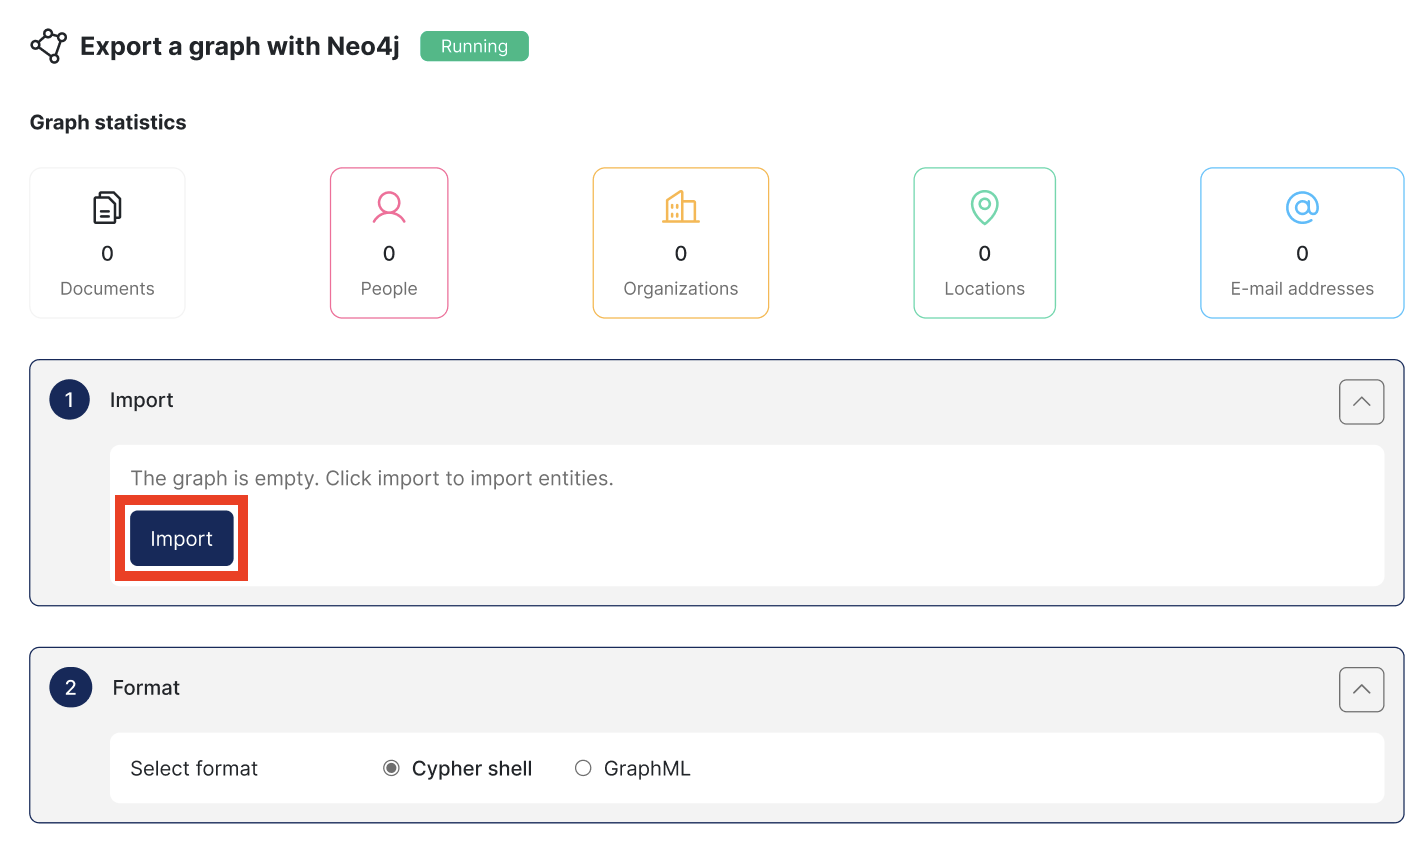 Export a graph with Neo4j Running
Graph statistics
0 0 0 0 0
Documents People Organizations Locations E-mail addresses
1 Import
The graph is empty. Click import to import entities.
Import
2 Format
Select format Cypher shell GraphML